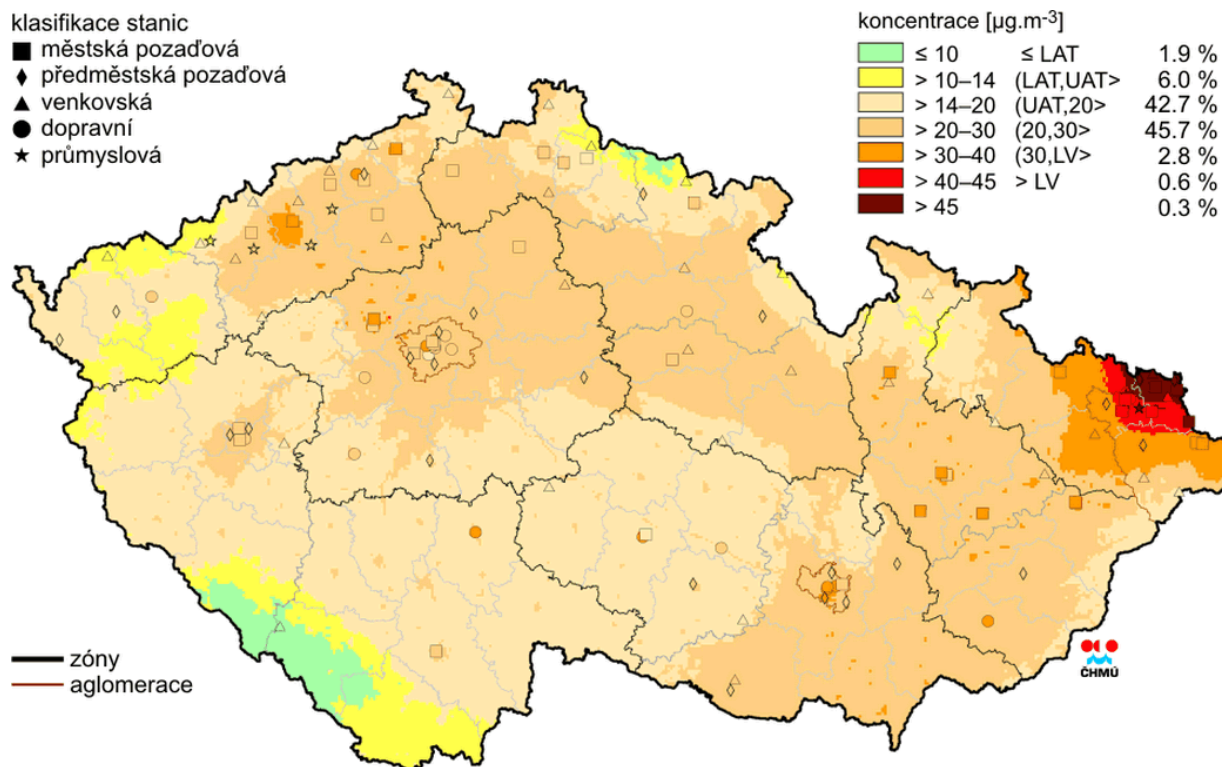 klasifikace stanic
městská pozaďová
předměstská pozaďová
venkovská
dopravní
průmyslová
koncentrace [µg.m⁻³]
≤ 10 ≤ LAT 1.9 %
> 10–14 (LAT,UAT> 6.0 %
> 14–20 (UAT,20> 42.7 %
> 20–30 (20,30> 45.7 %
> 30–40 (30,LV> 2.8 %
> 40–45 > LV 0.6 %
> 45 0.3 %
zóny
aglomerace
ČHMÚ